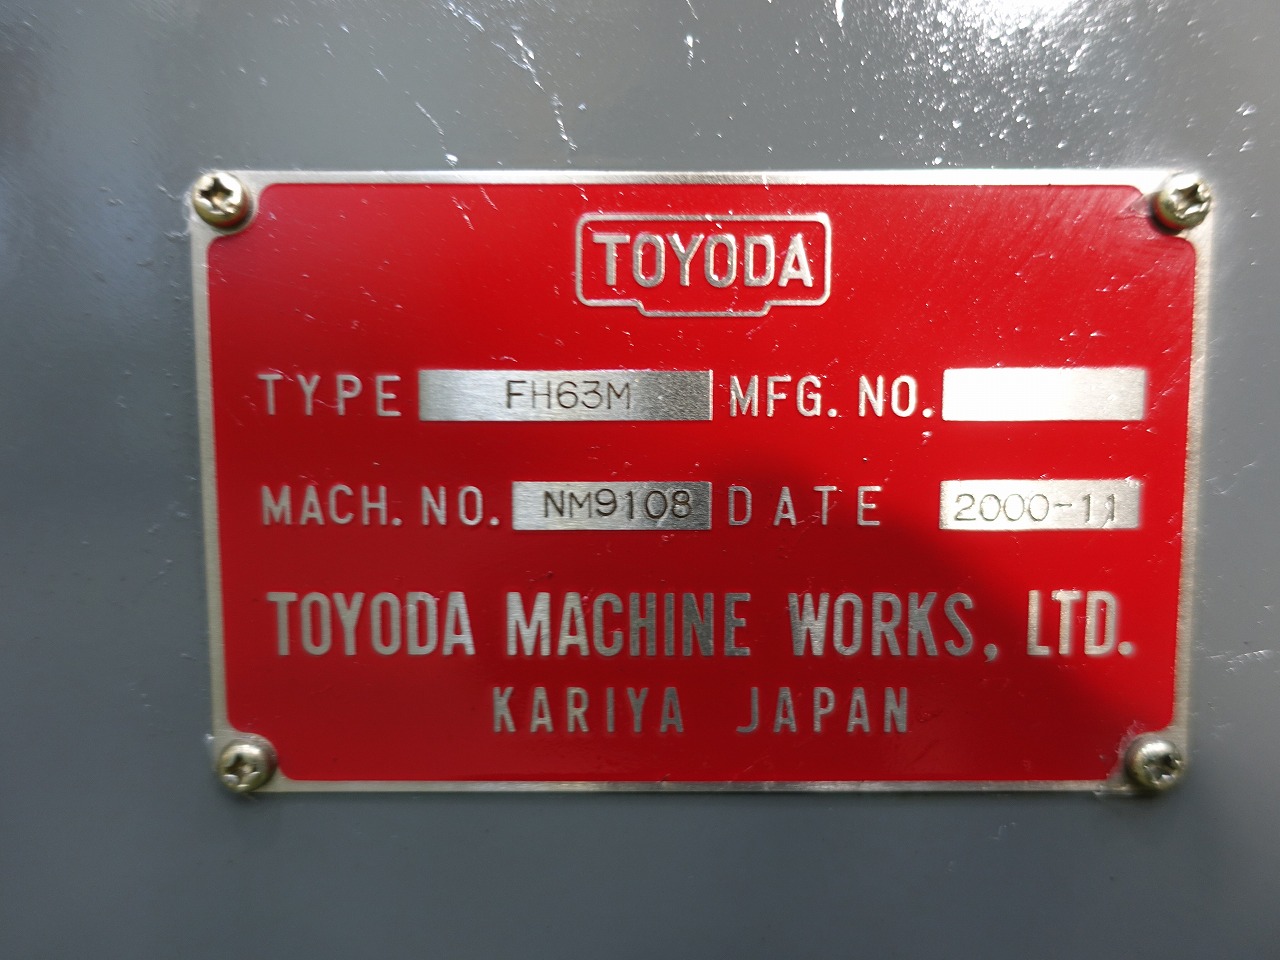 TOYODA
TYPE FH63M MFG. NO.
MACH. NO. NM9108 DATE 2000-11
TOYODA MACHINE WORKS, LTD.
KARIYA JAPAN